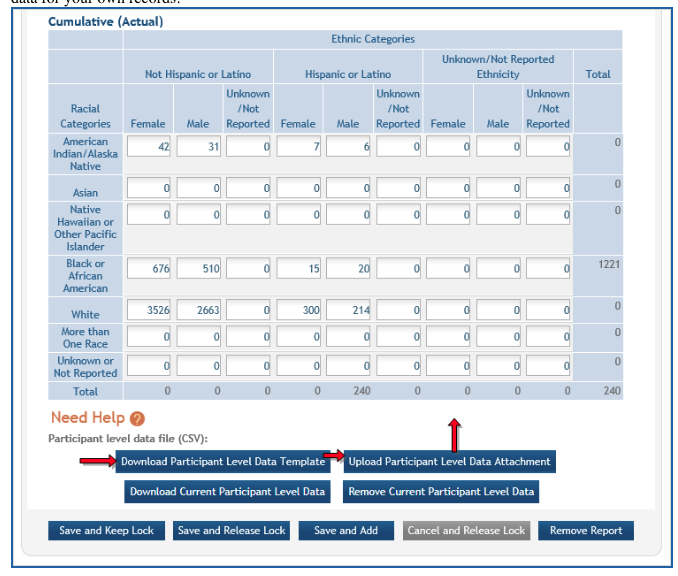 data for your own records.
Cumulative (Actual)
Ethnic Categories
Not Hispanic or Latino Hispanic or Latino Unknown/Not Reported Ethnicity Total
Racial Categories Female Male Unknown /Not Reported Female Male Unknown /Not Reported Female Male Unknown /Not Reported
American Indian/Alaska Native 42 31 0 7 6 0 0 0 0 0
Asian 0 0 0 0 0 0 0 0 0 0
Native Hawaiian or Other Pacific Islander 0 0 0 0 0 0 0 0 0 0
Black or African American 676 510 0 15 20 0 0 0 0 1221
White 3526 2663 0 300 214 0 0 0 0 0
More than One Race 0 0 0 0 0 0 0 0 0 0
Unknown or Not Reported 0 0 0 0 0 0 0 0 0 0
Total 0 0 0 0 240 0 0 0 0 240
Need Help ?
Participant level data file (CSV):
Download Participant Level Data Template Upload Participant Level Data Attachment
Download Current Participant Level Data Remove Current Participant Level Data
Save and Keep Lock Save and Release Lock Save and Add Cancel and Release Lock Remove Report